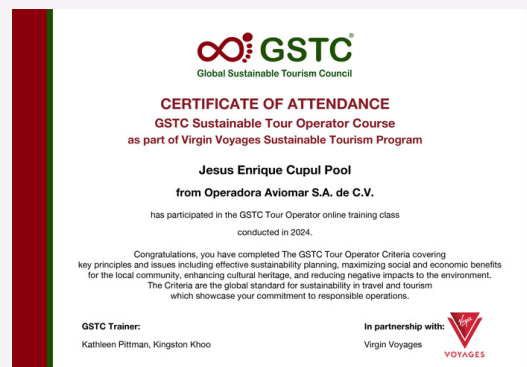 GSTC®
Global Sustainable Tourism Council
CERTIFICATE OF ATTENDANCE
GSTC Sustainable Tour Operator Course
as part of Virgin Voyages Sustainable Tourism Program
Jesus Enrique Cupul Pool
from Operadora Aviomar S.A. de C.V.
has participated in the GSTC Tour Operator online training class
conducted in 2024.
Congratulations, you have completed The GSTC Tour Operator Criteria covering
key principles and issues including effective sustainability planning, maximizing social and economic benefits
for the local community, enhancing cultural heritage, and reducing negative impacts to the environment.
The Criteria are the global standard for sustainability in travel and tourism
which showcase your commitment to responsible operations.
GSTC Trainer:
Kathleen Pittman, Kingston Khoo
In partnership with:
Virgin Voyages
Virgin
VOYAGES